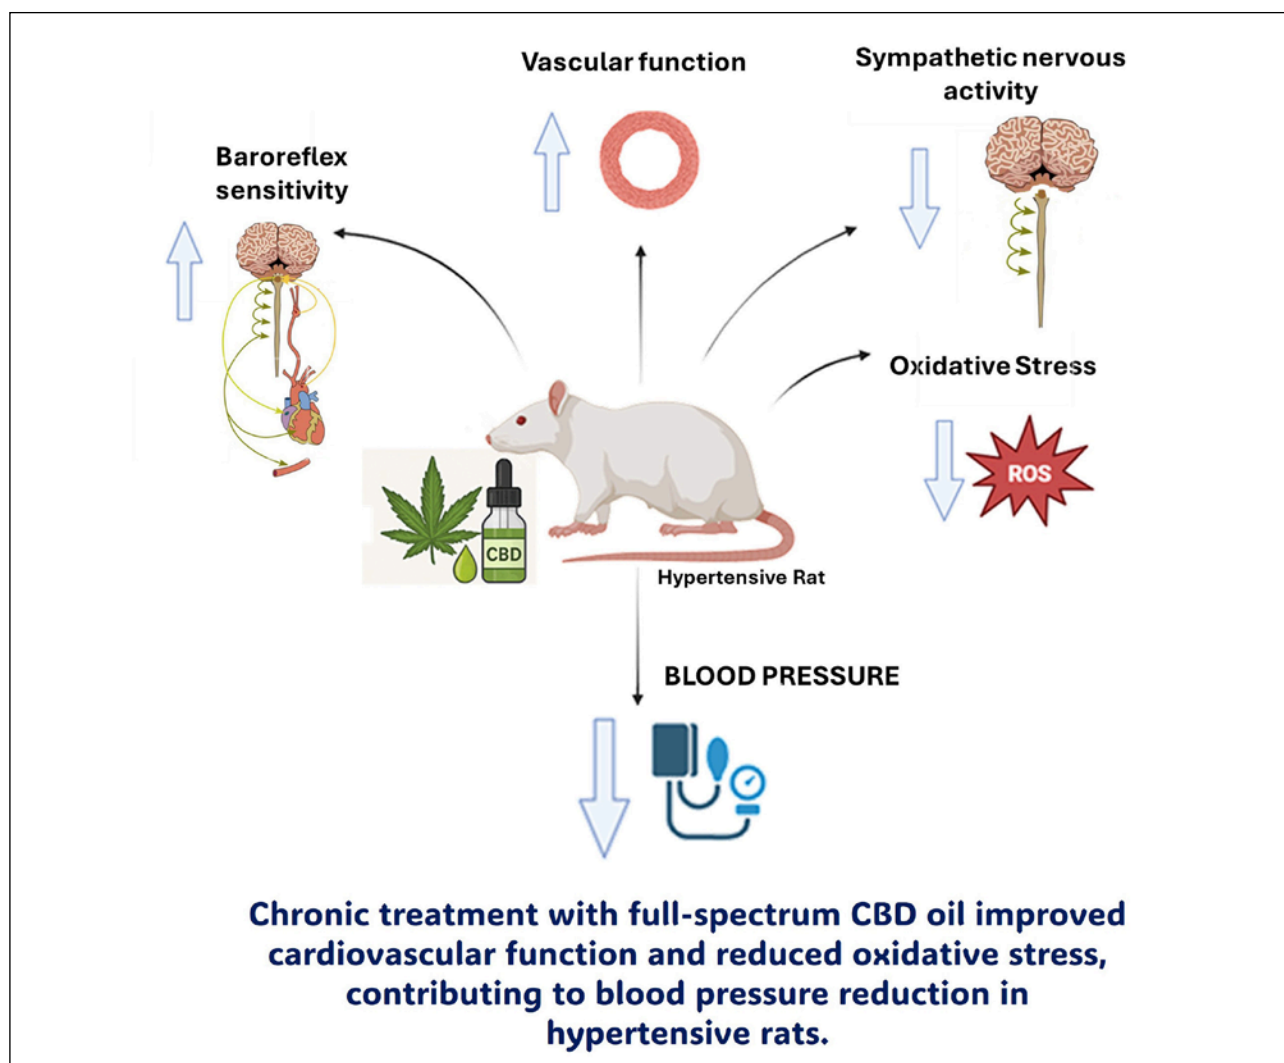 Vascular function
Sympathetic nervous
activity
Baroreflex
sensitivity
Oxidative Stress
ROS
CBD
Hypertensive Rat
BLOOD PRESSURE
Chronic treatment with full-spectrum CBD oil improved
cardiovascular function and reduced oxidative stress,
contributing to blood pressure reduction in
hypertensive rats.